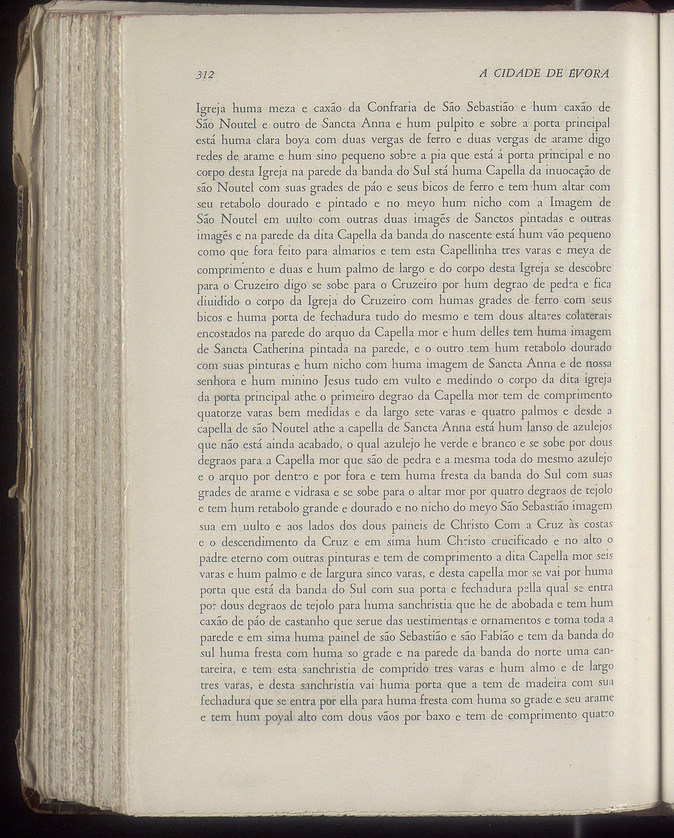 312
A CIDADE DE ÉVORA
Igreja huma meza e caxão da Confraria de São Sebastião e hum caxão de
São Noutel e outro de Sancta Anna e hum pulpito e sobre a porta principal
está huma clara boya com duas vergas de ferro e duas vergas de arame digo
redes de arame e hum sino pequeno sobre a pia que está á porta principal e no
corpo desta Igreja na parede da banda do Sul stá huma Capella da inuocação de
são Noutel com suas grades de páo e seus bicos de ferro e tem hum altar com
seu retabolo dourado e pintado e no meyo hum nicho com a Imagem de
São Noutel em uulto com outras duas imagẽs de Sanctos pintadas e outras
imagẽs e na parede da dita Capella da banda do nascente está hum vão pequeno
como que fora feito para almarios e tem esta Capellinha tres varas e meya de
comprimento e duas e hum palmo de largo e do corpo desta Igreja se descobre
para o Cruzeiro digo se sobe para o Cruzeiro por hum degrao de pedra e fica
diuidido o corpo da Igreja do Cruzeiro com humas grades de ferro com seus
bicos e huma porta de fechadura tudo do mesmo e tem dous altares colaterais
encostados na parede do arquo da Capella mor e hum delles tem huma imagem
de Sancta Catherina pintada na parede, e o outro tem hum retabolo dourado
com suas pinturas e hum nicho com huma imagem de Sancta Anna e de nossa
senhora e hum minino Jesus tudo em vulto e medindo o corpo da dita igreja
da porta principal athe o primeiro degrao da Capella mor tem de comprimento
quatorze varas bem medidas e da largo sete varas e quatro palmos e desde a
capella de são Noutel athe a capella de Sancta Anna está hum lanso de azulejos
que não está ainda acabado, o qual azulejo he verde e branco e se sobe por dous
degraos para a Capella mor que são de pedra e a mesma toda do mesmo azulejo
e o arquo por dentro e por fora e tem huma fresta da banda do Sul com suas
grades de arame e vidrasa e se sobe para o altar mor por quatro degraos de tejolo
e tem hum retabolo grande e dourado e no nicho do meyo São Sebastião imagem
sua em uulto e aos lados dos dous paineis de Christo Com a Cruz às costas
e o descendimento da Cruz e em sima hum Christo crucificado e no alto o
padre eterno com outras pinturas e tem de comprimento a dita Capella mor seis
varas e hum palmo e de largura sinco varas, e desta capella mor se vai por huma
porta que está da banda do Sul com sua porta e fechadura pella qual se entra
por dous degraos de tejolo para huma sanchristia que he de abobada e tem hum
caxão de páo de castanho que serue das uestimentas e ornamentos e toma toda a
parede e em sima huma painel de são Sebastião e são Fabião e tem da banda do
sul huma fresta com huma so grade e na parede da banda do norte uma can-
tareira, e tem esta sanchristia de comprido tres varas e hum almo e de largo
tres varas, e desta sanchristia vai huma porta que a tem de madeira com sua
fechadura que se entra por ella para huma fresta com huma so grade e seu arame
e tem hum poyal alto com dous vãos por baxo e tem de comprimento quatro